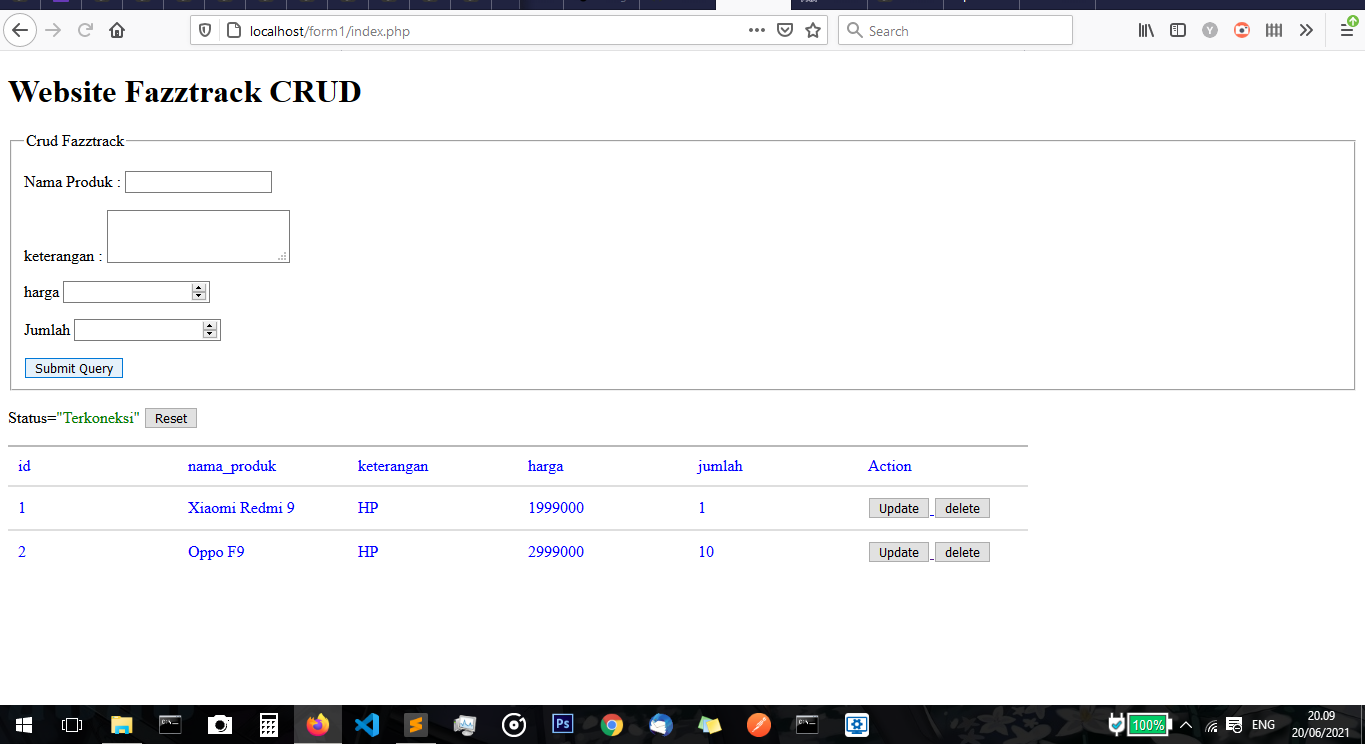 localhost/form1/index.php
Search
Website Fazztrack CRUD
Crud Fazztrack
Nama Produk :
keterangan :
harga
Jumlah
Submit Query
Status="Terkoneksi" Reset
id nama_produk keterangan harga jumlah Action
1 Xiaomi Redmi 9 HP 1999000 1 Update delete
2 Oppo F9 HP 2999000 10 Update delete
Ps
100% ENG
20.09
20/06/2021